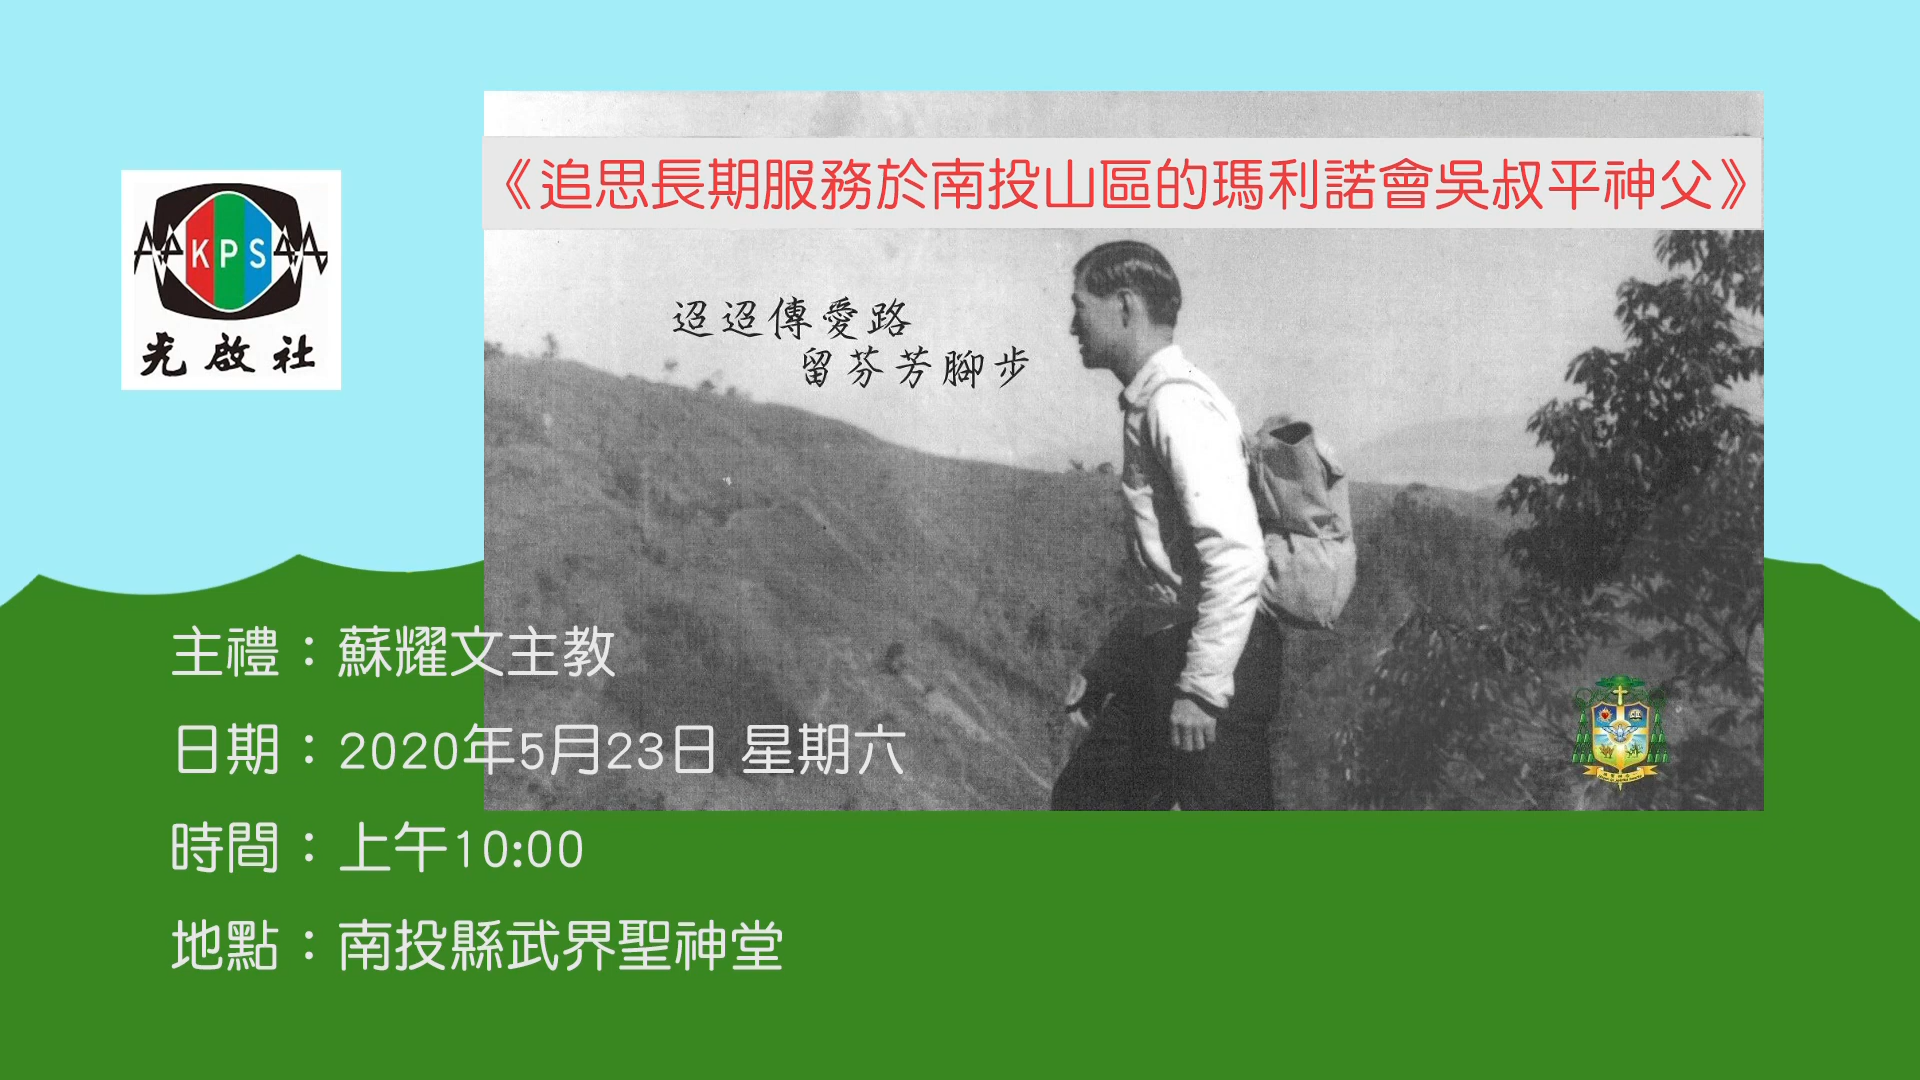 《追思長期服務於南投山區的瑪利諾會吳叔平神父》
KPS
光啟社
迢迢傳愛路
留芬芳腳步
主禮：蘇耀文主教
日期：2020年5月23日 星期六
時間：上午10:00
地點：南投縣武界聖神堂